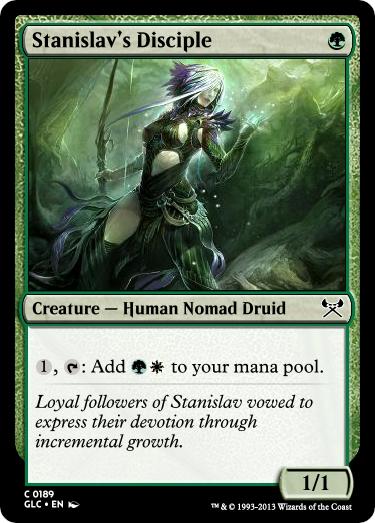 Stanislav's Disciple
Creature — Human Nomad Druid
1, : Add to your mana pool.
Loyal followers of Stanislav vowed to
express their devotion through
incremental growth.
1/1
C 0189
GLC • EN
™ & © 1993-2013 Wizards of the Coast